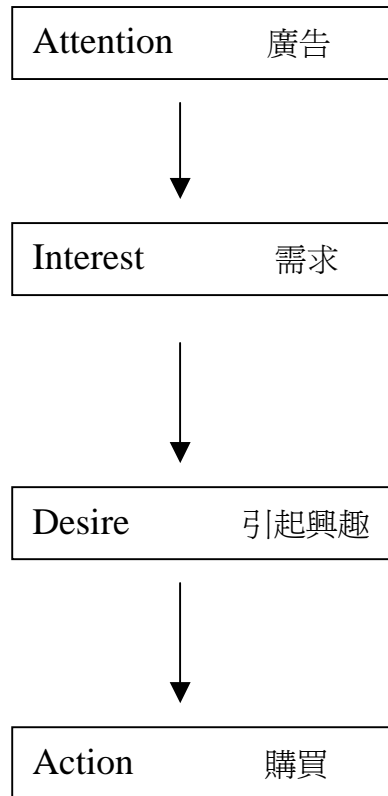 Attention 廣告
Interest 需求
Desire 引起興趣
Action 購買